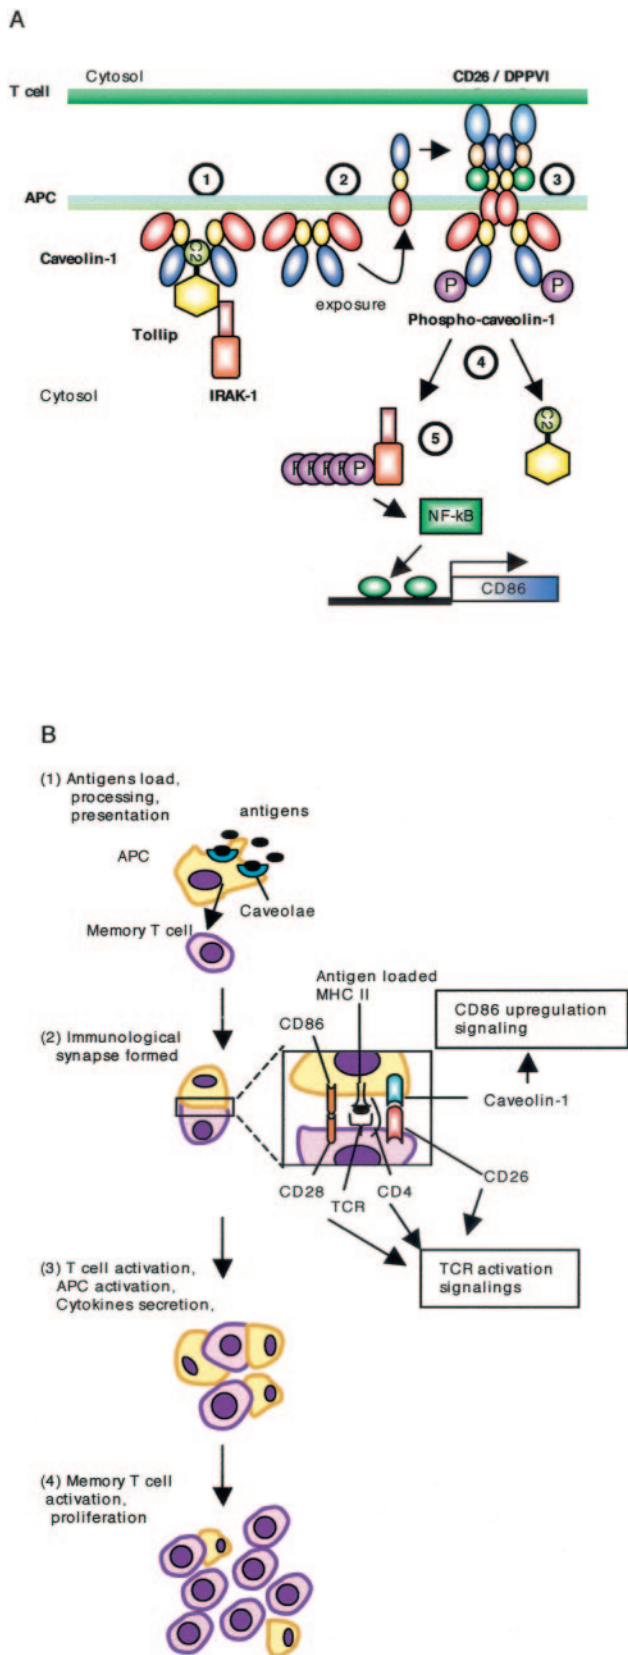 A
Cytosol
CD26 / DPPVI
T cell
1
2
3
APC
Caveolin-1
C2
P
P
exposure
Phospho-caveolin-1
Tollip
4
Cytosol
IRAK-1
C2
5
P
NF-kB
CD86
B
(1) Antigens load,
processing,
presentation
antigens
APC
Caveolae
Memory T cell
Antigen loaded
MHC II
CD86 upregulation
signaling
CD86
(2) Immunological
synapse formed
Caveolin-1
CD26
CD28
TCR
CD4
(3) T cell activation,
APC activation,
Cytokines secretion,
TCR activation
signalings
(4) Memory T cell
activation,
proliferation